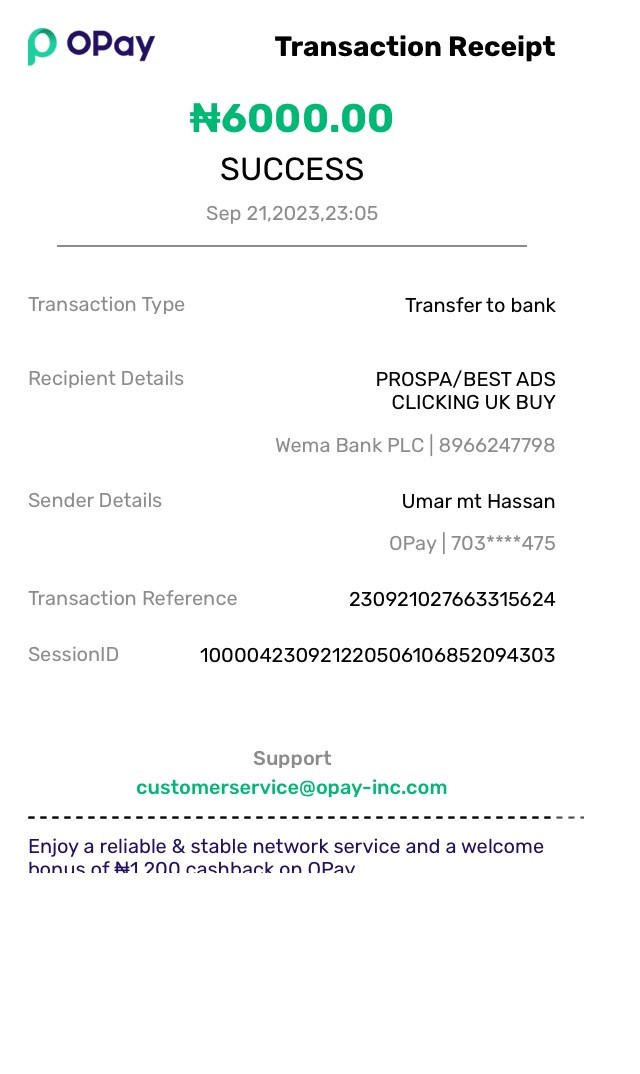 OPay
Transaction Receipt
₦6000.00
SUCCESS
Sep 21,2023,23:05
Transaction Type
Transfer to bank
Recipient Details
PROSPA/BEST ADS
CLICKING UK BUY
Wema Bank PLC | 8966247798
Sender Details
Umar mt Hassan
OPay | 703****475
Transaction Reference
230921027663315624
SessionID
100004230921220506106852094303
Support
customerservice@opay-inc.com
Enjoy a reliable & stable network service and a welcome
bonus of ₦1,200 cashback on OPay